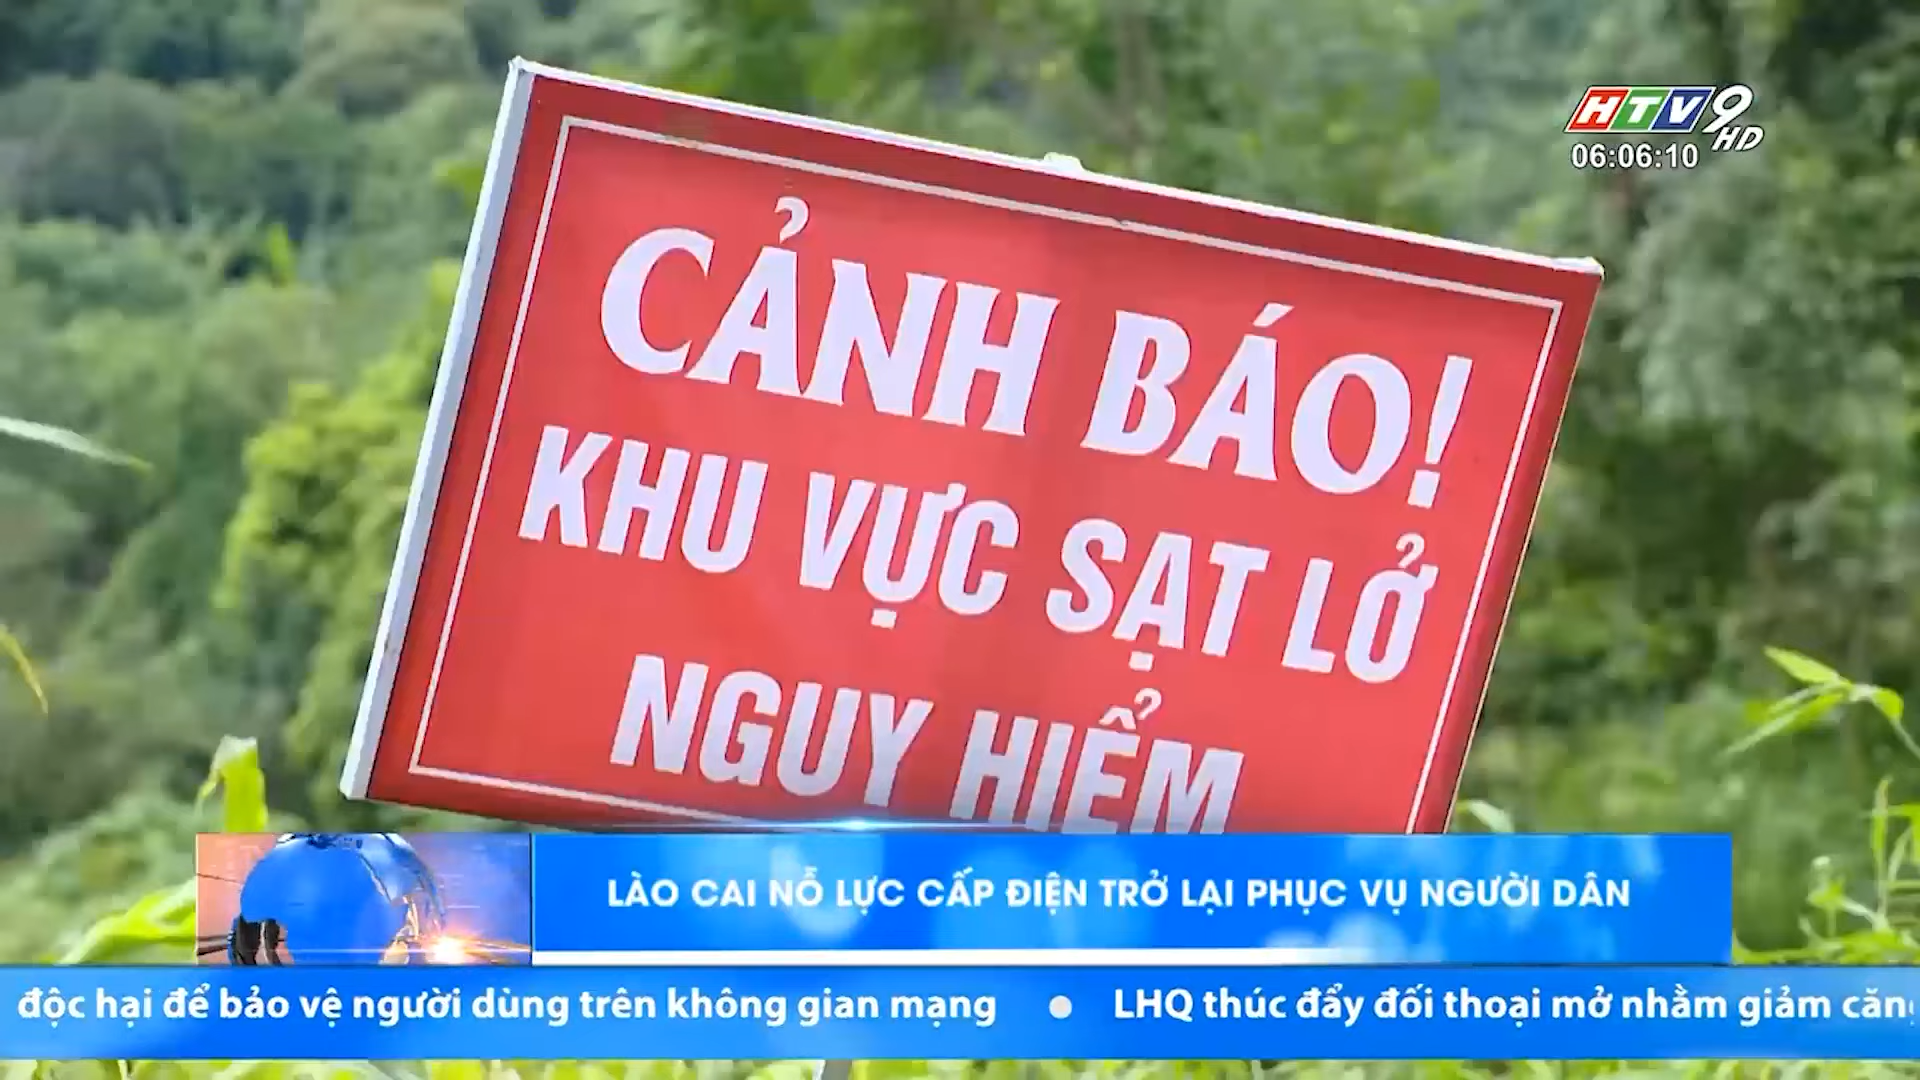 HTV9 HD
06:06:10
CẢNH BÁO!
KHU VỰC SẠT LỞ
NGUY HIỂM
LÀO CAI NỖ LỰC CẤP ĐIỆN TRỞ LẠI PHỤC VỤ NGƯỜI DÂN
độc hại để bảo vệ người dùng trên không gian mạng ● LHQ thúc đẩy đối thoại mở nhằm giảm căng